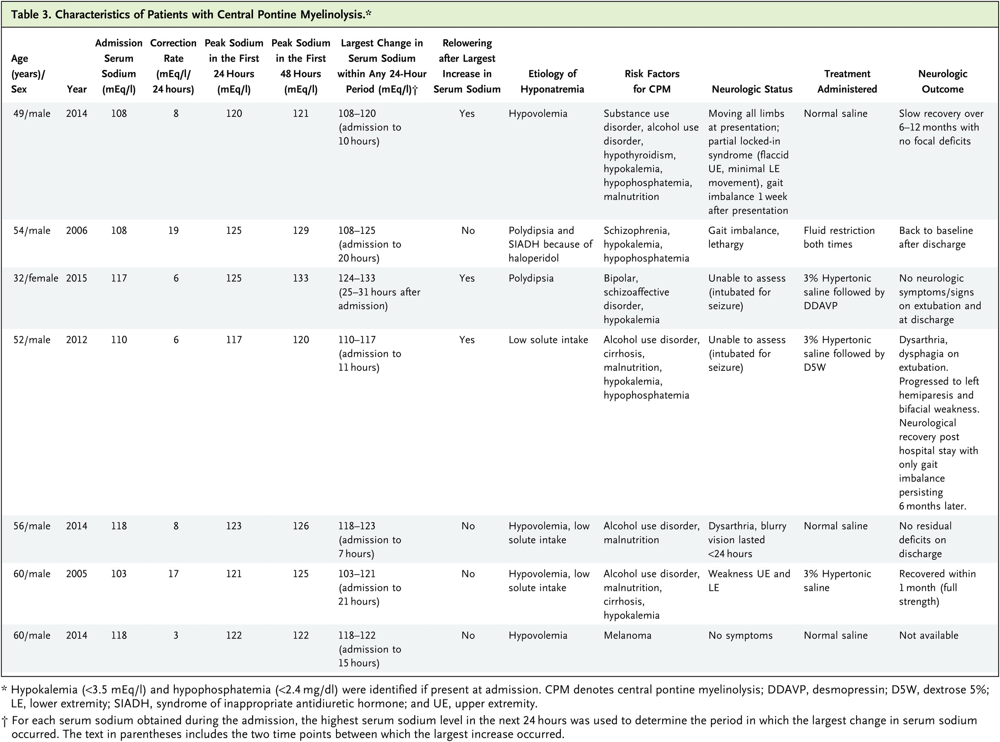 Table 3. Characteristics of Patients with Central Pontine Myelinolysis.*
Age (years)/ Sex | Year | Admission Serum Sodium (mEq/l) | Correction Rate (mEq/l/ 24 hours) | Peak Sodium in the First 24 Hours (mEq/l) | Peak Sodium in the First 48 Hours (mEq/l) | Largest Change in Serum Sodium within Any 24-Hour Period (mEq/l)† | Relowering after Largest Increase in Serum Sodium | Etiology of Hyponatremia | Risk Factors for CPM | Neurologic Status | Treatment Administered | Neurologic Outcome
49/male | 2014 | 108 | 8 | 120 | 121 | 108–120 (admission to 10 hours) | Yes | Hypovolemia | Substance use disorder, alcohol use disorder, hypothyroidism, hypokalemia, hypophosphatemia, malnutrition | Moving all limbs at presentation; partial locked-in syndrome (flaccid UE, minimal LE movement), gait imbalance 1 week after presentation | Normal saline | Slow recovery over 6–12 months with no focal deficits
54/male | 2006 | 108 | 19 | 125 | 129 | 108–125 (admission to 20 hours) | No | Polydipsia and SIADH because of haloperidol | Schizophrenia, hypokalemia, hypophosphatemia | Gait imbalance, lethargy | Fluid restriction both times | Back to baseline after discharge
32/female | 2015 | 117 | 6 | 125 | 133 | 124–133 (25–31 hours after admission) | Yes | Polydipsia | Bipolar, schizoaffective disorder, hypokalemia | Unable to assess (intubated for seizure) | 3% Hypertonic saline followed by DDAVP | No neurologic symptoms/signs on extubation and at discharge
52/male | 2012 | 110 | 6 | 117 | 120 | 110–117 (admission to 11 hours) | Yes | Low solute intake | Alcohol use disorder, cirrhosis, malnutrition, hypokalemia, hypophosphatemia | Unable to assess (intubated for seizure) | 3% Hypertonic saline followed by D5W | Dysarthria, dysphagia on extubation. Progressed to left hemiparesis and bifacial weakness. Neurological recovery post hospital stay with only gait imbalance persisting 6 months later.
56/male | 2014 | 118 | 8 | 123 | 126 | 118–123 (admission to 7 hours) | No | Hypovolemia, low solute intake | Alcohol use disorder, malnutrition | Dysarthria, blurry vision lasted <24 hours | Normal saline | No residual deficits on discharge
60/male | 2005 | 103 | 17 | 121 | 125 | 103–121 (admission to 21 hours) | No | Hypovolemia, low solute intake | Alcohol use disorder, malnutrition, cirrhosis, hypokalemia | Weakness UE and LE | 3% Hypertonic saline | Recovered within 1 month (full strength)
60/male | 2014 | 118 | 3 | 122 | 122 | 118–122 (admission to 15 hours) | No | Hypovolemia | Melanoma | No symptoms | Normal saline | Not available
* Hypokalemia (<3.5 mEq/l) and hypophosphatemia (<2.4 mg/dl) were identified if present at admission. CPM denotes central pontine myelinolysis; DDAVP, desmopressin; D5W, dextrose 5%;
LE, lower extremity; SIADH, syndrome of inappropriate antidiuretic hormone; and UE, upper extremity.
† For each serum sodium obtained during the admission, the highest serum sodium level in the next 24 hours was used to determine the period in which the largest change in serum sodium
occurred. The text in parentheses includes the two time points between which the largest increase occurred.